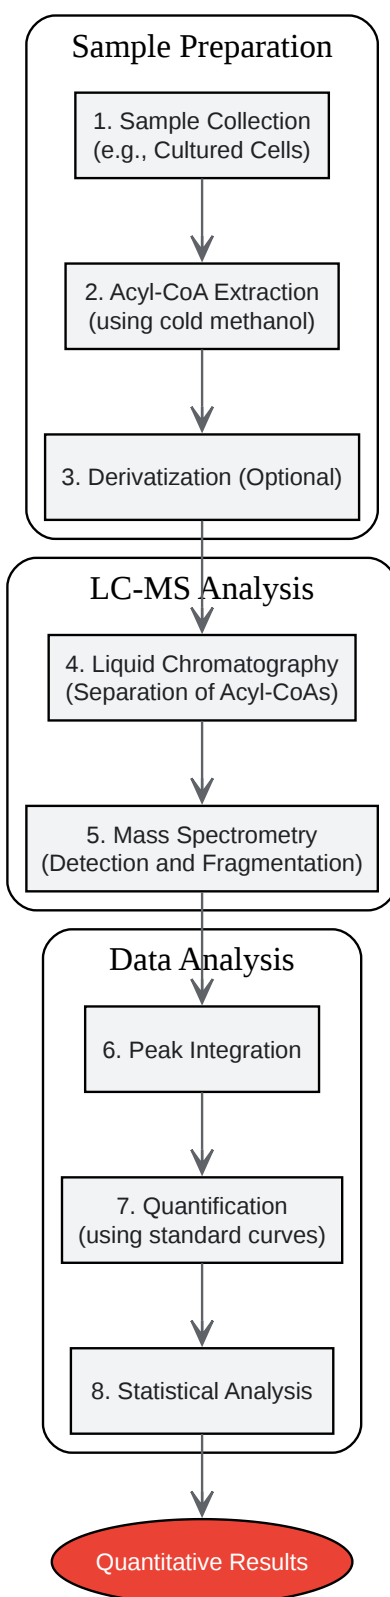 Sample Preparation
1. Sample Collection
(e.g., Cultured Cells)
2. Acyl-CoA Extraction
(using cold methanol)
3. Derivatization (Optional)
LC-MS Analysis
4. Liquid Chromatography
(Separation of Acyl-CoAs)
5. Mass Spectrometry
(Detection and Fragmentation)
Data Analysis
6. Peak Integration
7. Quantification
(using standard curves)
8. Statistical Analysis
Quantitative Results